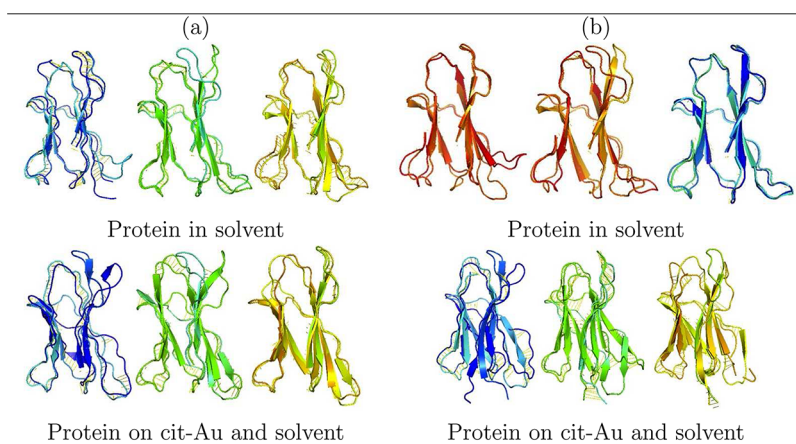 (a) (b)
Protein in solvent Protein in solvent
Protein on cit-Au and solvent Protein on cit-Au and solvent